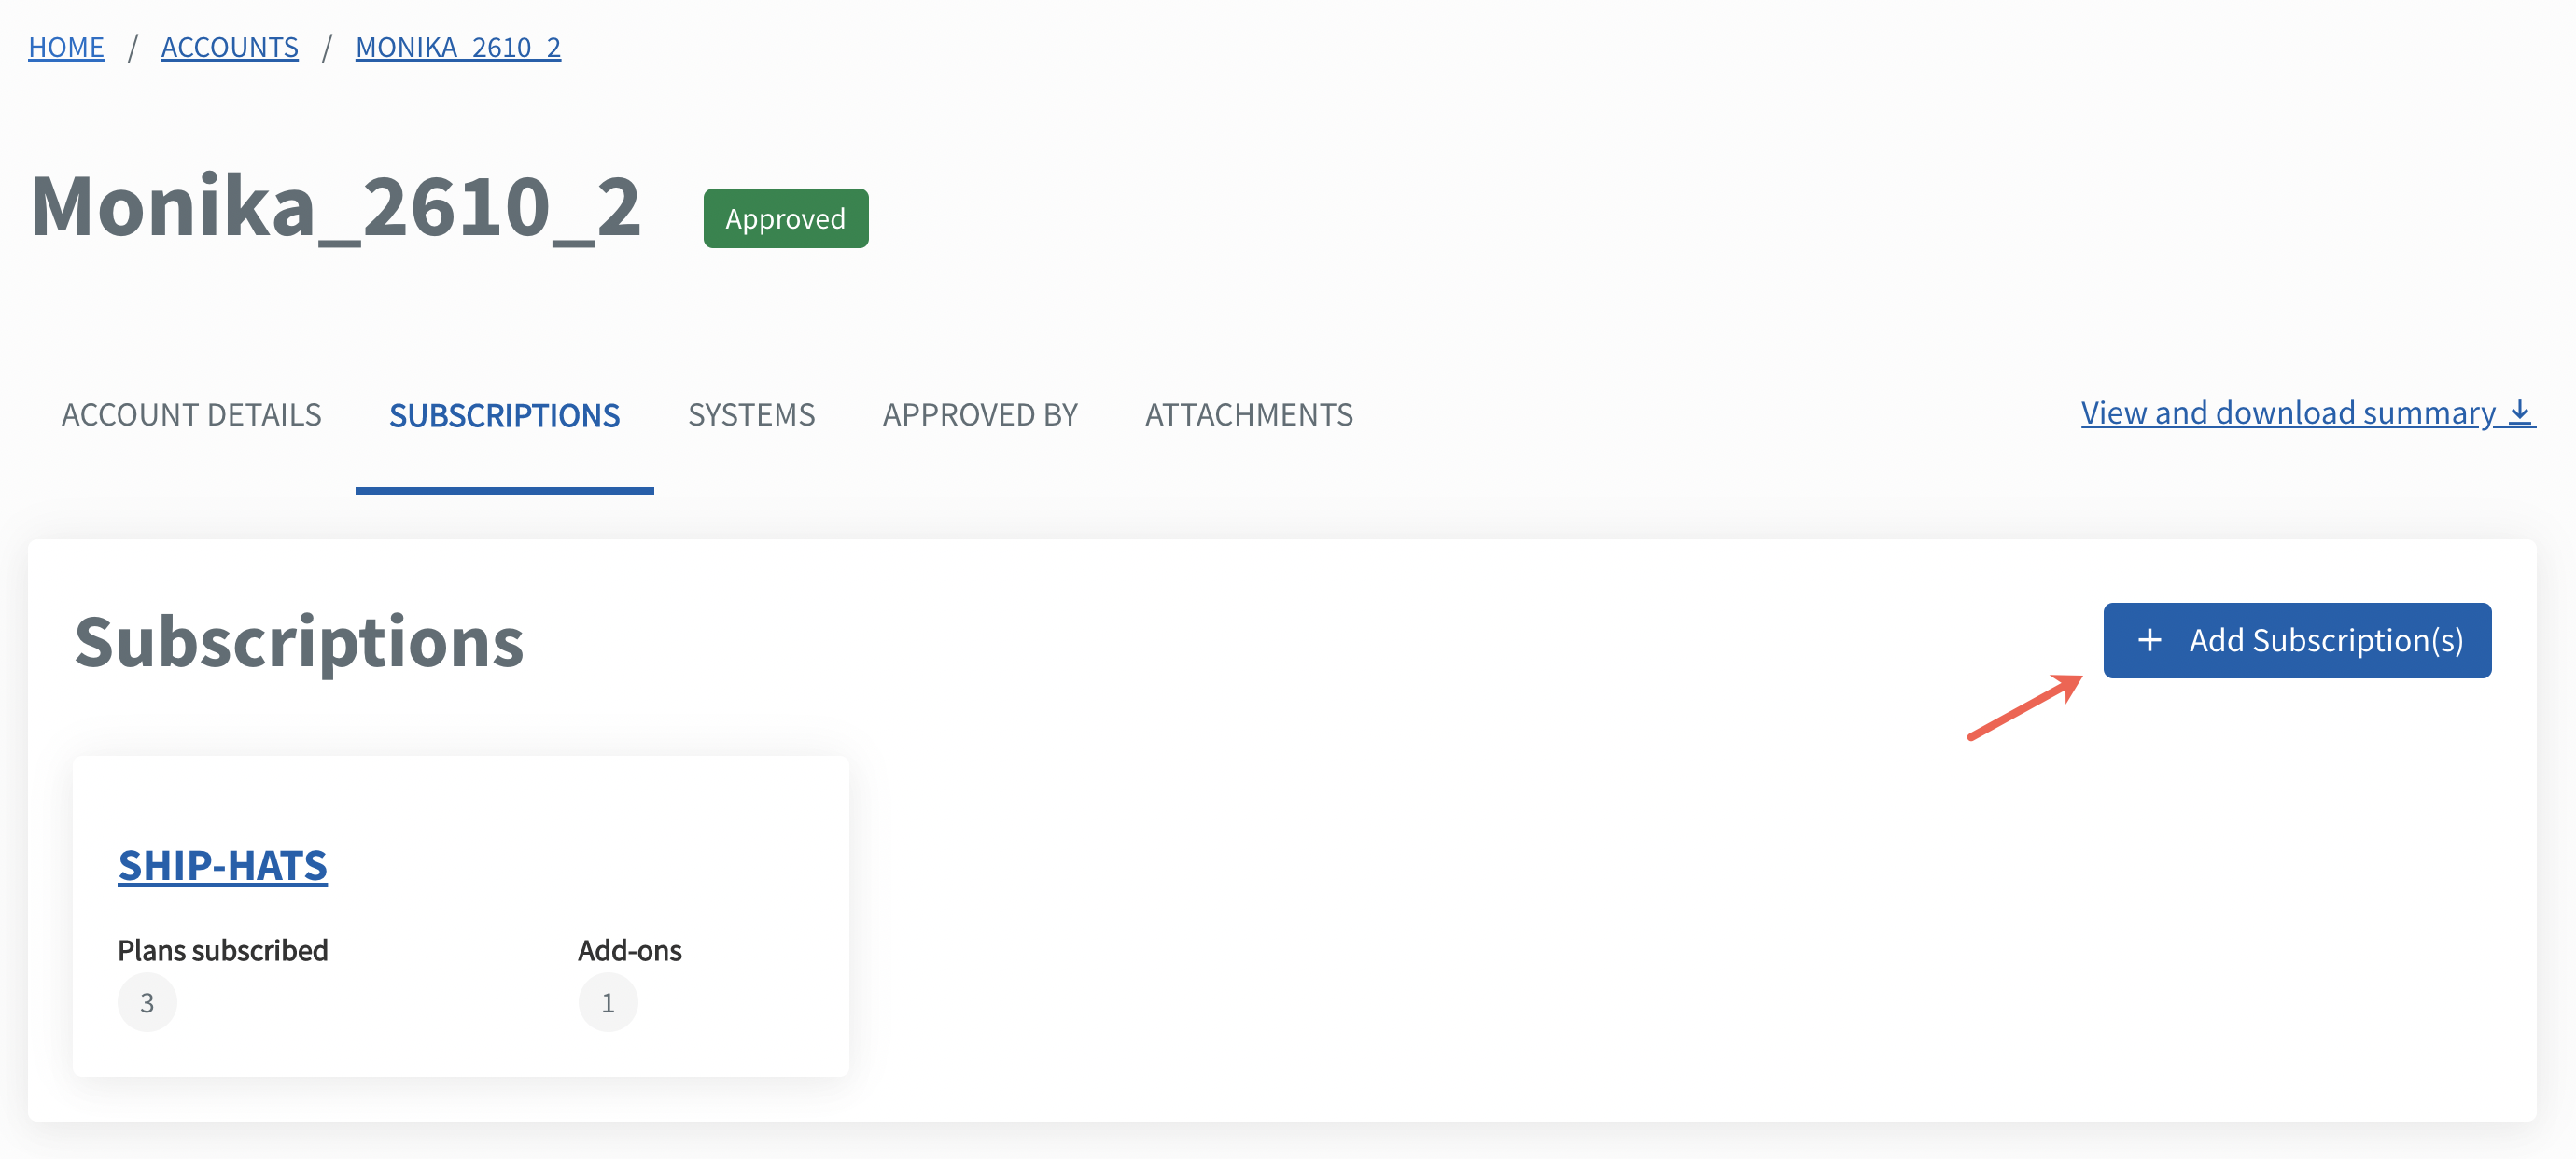 HOME / ACCOUNTS / MONIKA_2610_2
Monika_2610_2 Approved
ACCOUNT DETAILS SUBSCRIPTIONS SYSTEMS APPROVED BY ATTACHMENTS View and download summary
Subscriptions + Add Subscription(s)
SHIP-HATS
Plans subscribed Add-ons
3 1